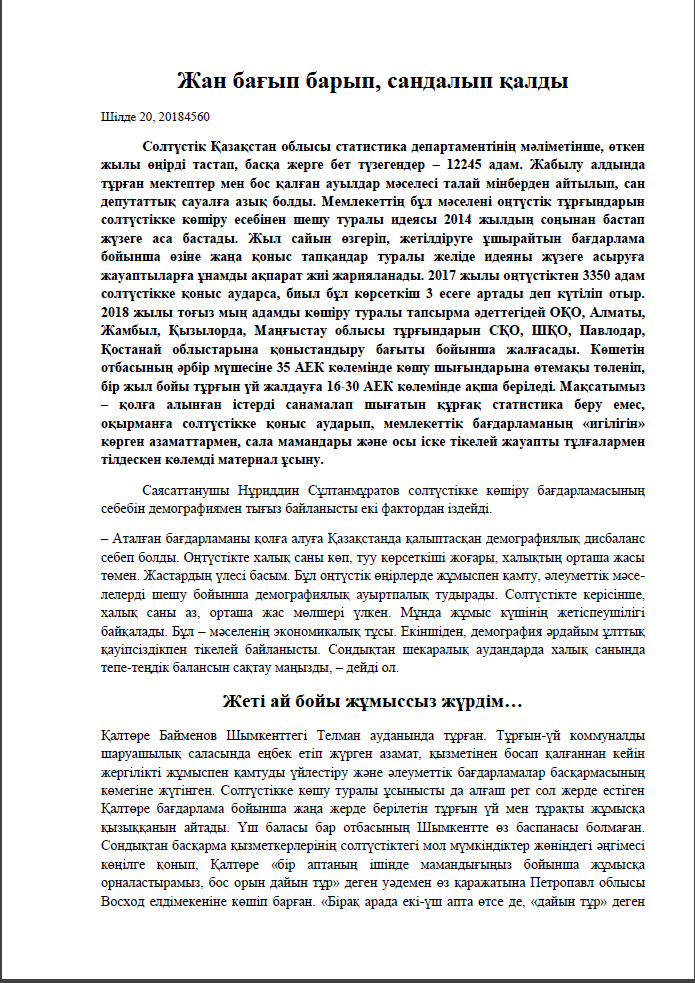 Жан бағып барып, сандалып қалды
Шілде 20, 20184560
Солтүстік Қазақстан облысы статистика департаментінің мәліметінше, өткен
жылы өңірді тастап, басқа жерге бет түзегендер – 12245 адам. Жабылу алдында
тұрған мектептер мен бос қалған ауылдар мәселесі талай мінберден айтылып, сан
депутаттық сауалға азық болды. Мемлекеттің бұл мәселені оңтүстік тұрғындарын
солтүстікке көшіру есебінен шешу туралы идеясы 2014 жылдың соңынан бастап
жүзеге аса бастады. Жыл сайын өзгеріп, жетілдіруге ұшырайтын бағдарлама
бойынша өзіне жаңа қоныс тапқандар туралы желіде идеяны жүзеге асыруға
жауаптыларға ұнамды ақпарат жиі жарияланады. 2017 жылы оңтүстіктен 3350 адам
солтүстікке қоныс аударса, биыл бұл көрсеткіш 3 есеге артады деп күтіліп отыр.
2018 жылы тоғыз мың адамды көшіру туралы тапсырма әдеттегідей ОҚО, Алматы,
Жамбыл, Қызылорда, Маңғыстау облысы тұрғындарын СҚО, ШҚО, Павлодар,
Қостанай облыстарына қоныстандыру бағыты бойынша жалғасады. Көшетін
отбасының әрбір мүшесіне 35 АЕК көлемінде көшу шығындарына өтемақы төленіп,
бір жыл бойы тұрғын үй жалдауға 16-30 АЕК көлемінде ақша беріледі. Мақсатымыз
– қолға алынған істерді санамалап шығатын құрғақ статистика беру емес,
оқырманға солтүстікке қоныс аударып, мемлекеттік бағдарламаның «игілігін»
көрген азаматтармен, сала мамандары және осы іске тікелей жауапты тұлғалармен
тілдескен көлемді материал ұсыну.
Саясаттанушы Нұриддин Сұлтанмұратов солтүстікке көшіру бағдарламасының
себебін демографиямен тығыз байланысты екі фактордан іздейді.
– Аталған бағдарламаны қолға алуға Қазақстанда қалыптасқан демографиялық дисбаланс
себеп болды. Оңтүстікте халық саны көп, туу көрсеткіші жоғары, халықтың орташа жасы
төмен. Жастардың үлесі басым. Бұл оңтүстік өңірлерде жұмыспен қамту, әлеуметтік мәсе-
лелерді шешу бойынша демографиялық ауыртпалық тудырады. Солтүстікте керісінше,
халық саны аз, орташа жас мөлшері үлкен. Мұнда жұмыс күшінің жетіспеушілігі
байқалады. Бұл – мәселенің экономикалық тұсы. Екіншіден, демография әрдайым ұлттық
қауіпсіздікпен тікелей байланысты. Сондықтан шекаралық аудандарда халық санында
тепе-теңдік балансын сақтау маңызды, – дейді ол.
Жеті ай бойы жұмыссыз жүрдім…
Қалтөре Байменов Шымкенттегі Телман ауданында тұрған. Тұрғын-үй коммуналды
шаруашылық саласында еңбек етіп жүрген азамат, қызметінен босап қалғаннан кейін
жергілікті жұмыспен қамтуды үйлестіру және әлеуметтік бағдарламалар басқармасының
көмегіне жүгінген. Солтүстікке көшу туралы ұсынысты да алғаш рет сол жерде естіген
Қалтөре бағдарлама бойынша жаңа жерде берілетін тұрғын үй мен тұрақты жұмысқа
қызыққанын айтады. Үш баласы бар отбасының Шымкентте өз баспанасы болмаған.
Сондықтан басқарма қызметкерлерінің солтүстіктегі мол мүмкіндіктер жөніндегі әңгімесі
көңілге қонып, Қалтөре «бір аптаның ішінде мамандығыңыз бойынша жұмысқа
орналастырамыз, бос орын дайын тұр» деген уәдемен өз қаражатына Петропавл облысы
Восход елдімекеніне көшіп барған. «Бірақ арада екі-үш апта өтсе де, «дайын тұр» деген